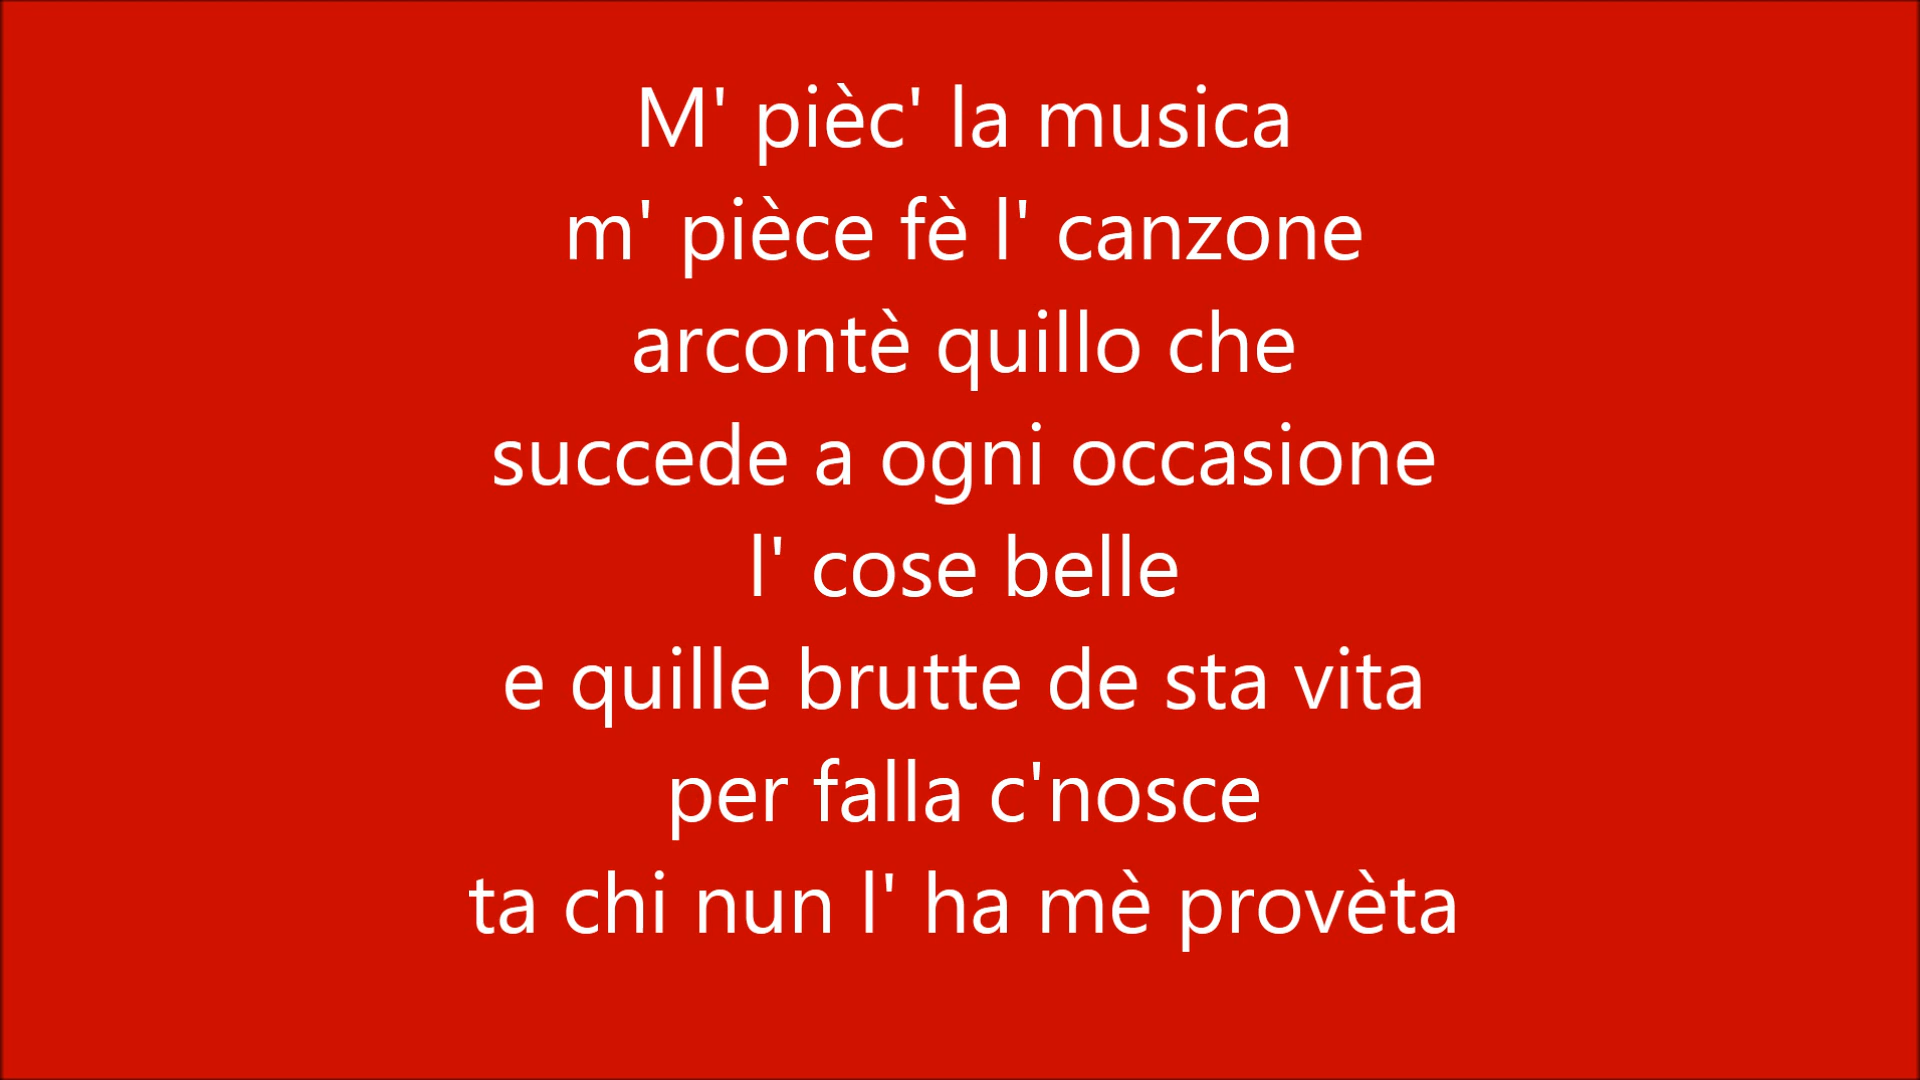 M' pièc' la musica
m' pièce fè l' canzone
arcontè quillo che
succede a ogni occasione
l' cose belle
e quille brutte de sta vita
per falla c'nosce
ta chi nun l' ha mè provèta